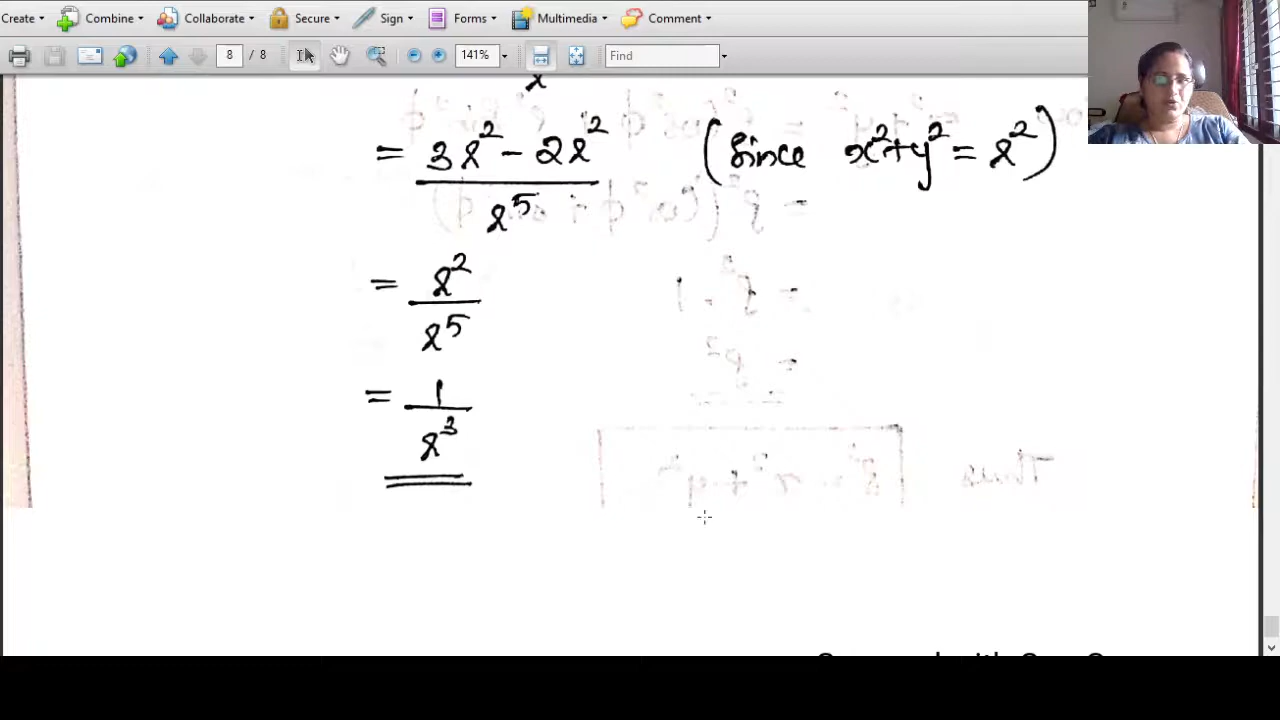 Create Combine Collaborate Secure Sign Forms Multimedia Comment
8 / 8 141% Find
= 3r² - 2r² / r⁵ (Since x²+y² = r²)
= r² / r⁵
= 1 / r³